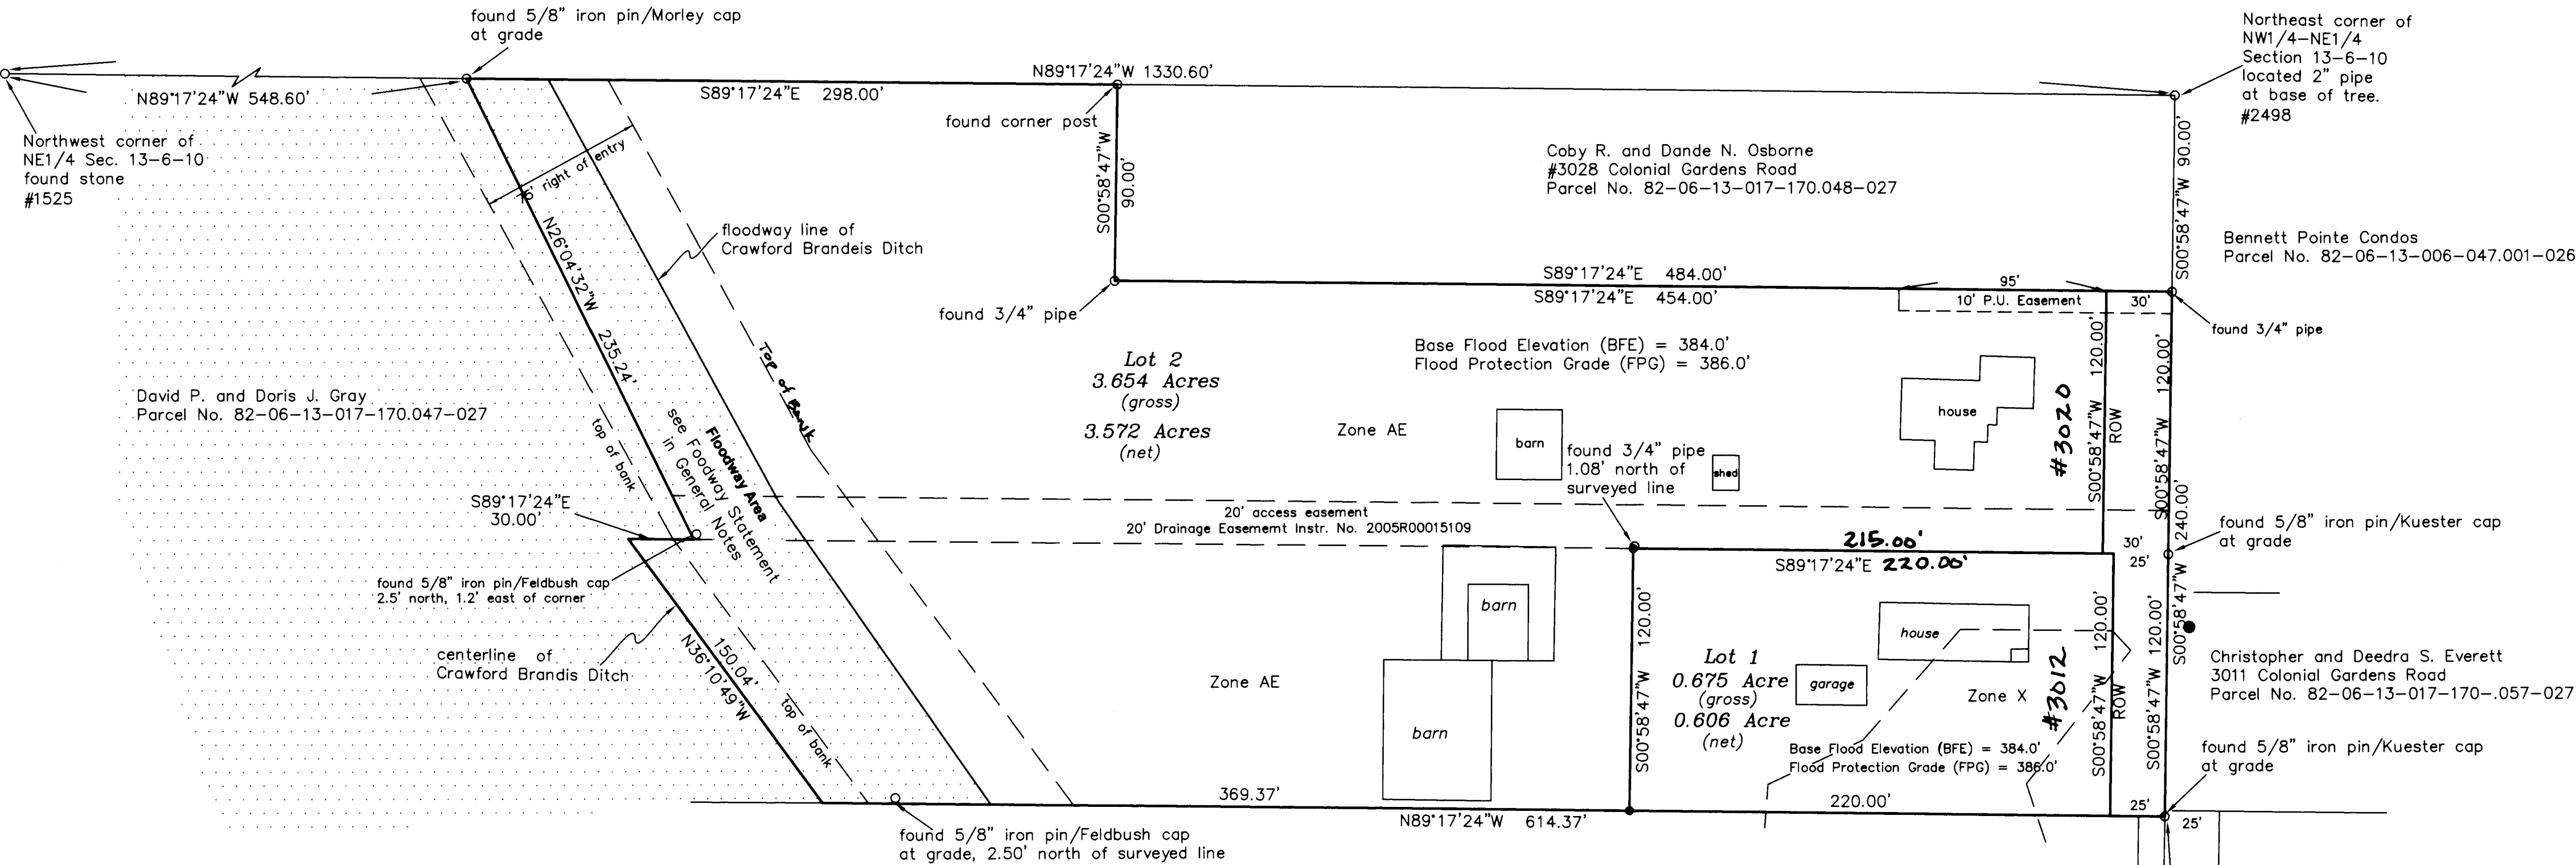 found 5/8" iron pin/Morley cap
at grade
N89°17'24"W 1330.60'
Northeast corner of
NW1/4-NE1/4
Section 13-6-10
located 2" pipe
at base of tree.
#2498
N89°17'24"W 548.60'
S89°17'24"E 298.00'
found corner post
Northwest corner of
NE1/4 Sec. 13-6-10
found stone
#1525
75' right of entry
S00°58'47"W
90.00'
Coby R. and Dande N. Osborne
#3028 Colonial Gardens Road
Parcel No. 82-06-13-017-170.048-027
S00°58'47"W 90.00'
Bennett Pointe Condos
Parcel No. 82-06-13-006-047.001-026
floodway line of
Crawford Brandeis Ditch
N26°04'32"W 235.24'
S89°17'24"E 484.00'
S89°17'24"E 454.00'
95'
10' P.U. Easement
30'
found 3/4" pipe
found 3/4" pipe
Top of Bank
Lot 2
3.654 Acres
(gross)
3.572 Acres
(net)
Base Flood Elevation (BFE) = 384.0'
Flood Protection Grade (FPG) = 386.0'
Zone AE
barn
shed
house
#3020
S00°58'47"W 120.00'
ROW
S00°58'47"W 120.00'
David P. and Doris J. Gray
Parcel No. 82-06-13-017-170.047-027
top of bank
Floodway Area
see Foodway Statement
in General Notes
found 3/4" pipe
1.08' north of
surveyed line
S89°17'24"E
30.00'
20' access easement
20' Drainage Easememt Instr. No. 2005R00015109
S00°58'47"W 240.00'
found 5/8" iron pin/Kuester cap
at grade
215.00'
S89°17'24"E 220.00'
30'
25'
found 5/8" iron pin/Feldbush cap
2.5' north, 1.2' east of corner
centerline of
Crawford Brandis Ditch
N36°10'49"W
150.04'
top of bank
Zone AE
barn
barn
S00°58'47"W 120.00'
Lot 1
0.675 Acre
(gross)
0.606 Acre
(net)
house
garage
Zone X
#3012
S00°58'47"W 120.00'
ROW
S00°58'47"W 120.00'
Christopher and Deedra S. Everett
3011 Colonial Gardens Road
Parcel No. 82-06-13-017-170-.057-027
Base Flood Elevation (BFE) = 384.0'
Flood Protection Grade (FPG) = 386.0'
found 5/8" iron pin/Kuester cap
at grade
369.37'
220.00'
25'
N89°17'24"W 614.37'
25'
found 5/8" iron pin/Feldbush cap
at grade, 2.50' north of surveyed line